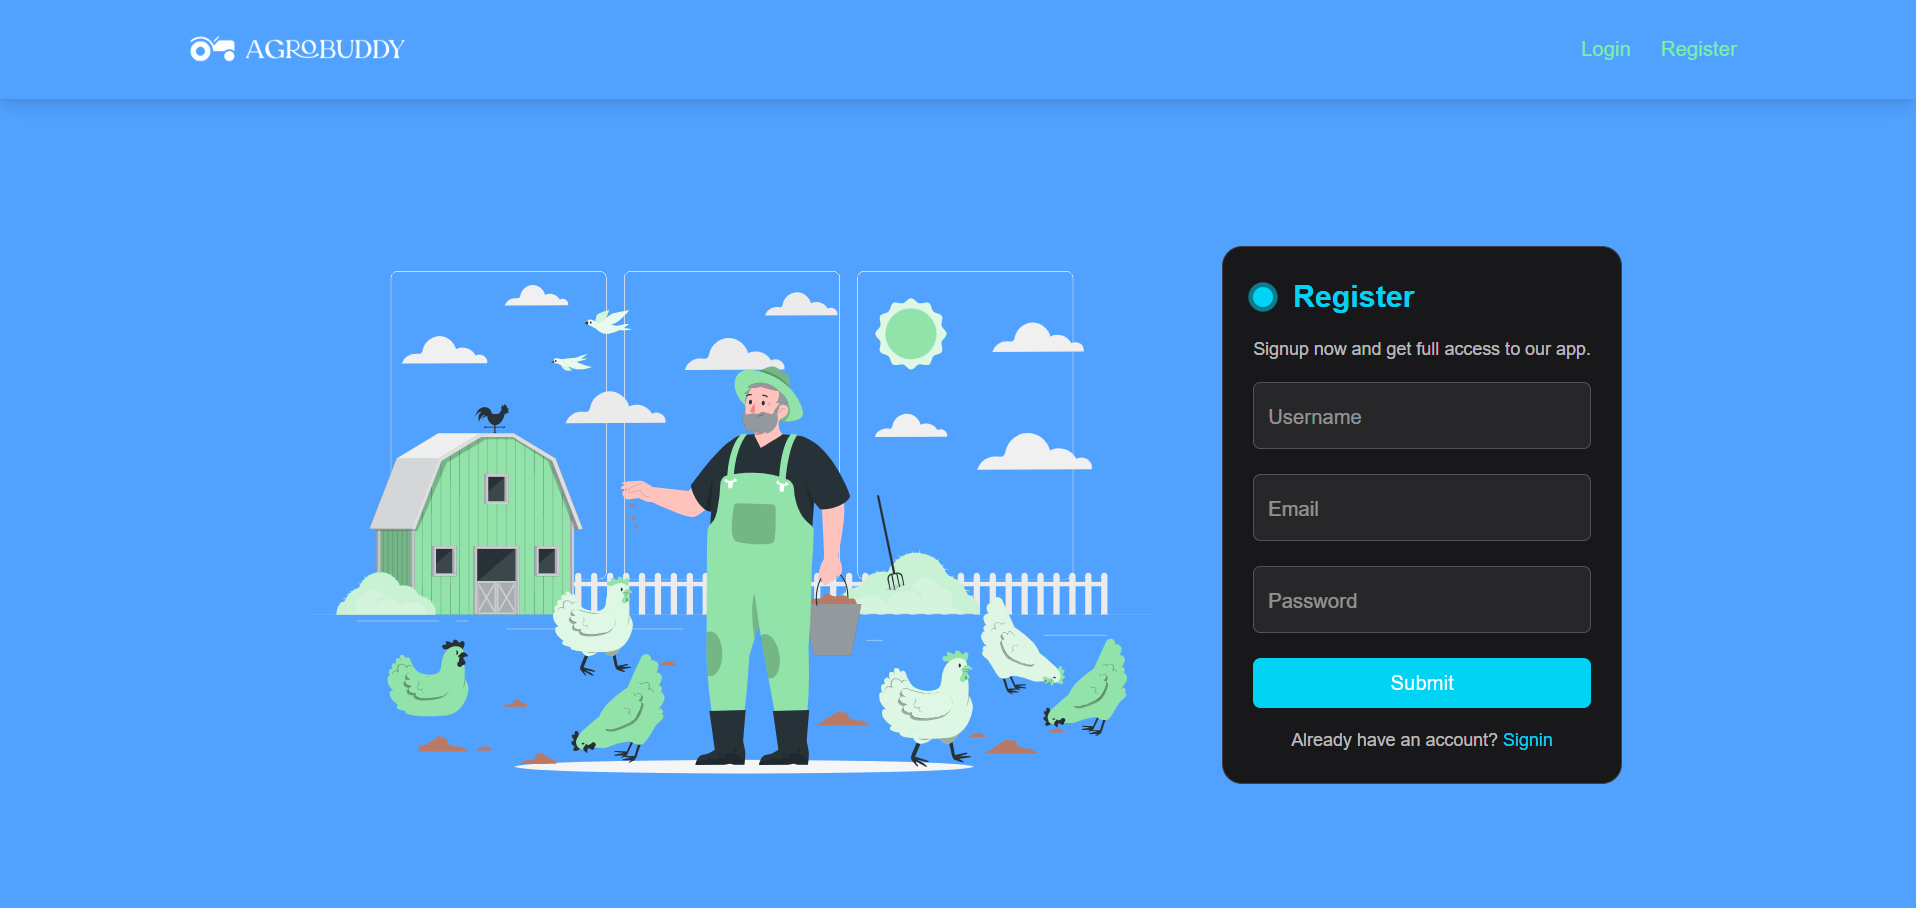 AGROBUDDY
Login
Register
Register
Signup now and get full access to our app.
Username
Email
Password
Submit
Already have an account? Signin